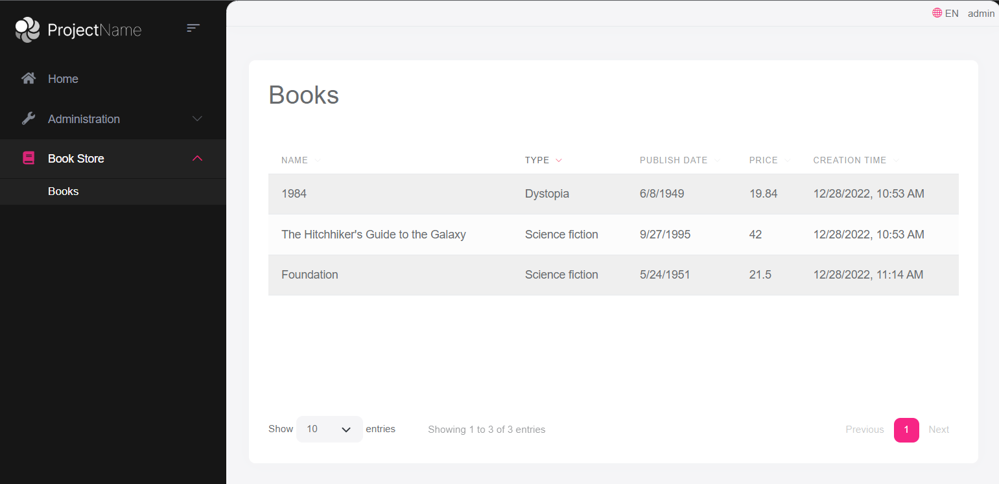 EN admin
ProjectName
Home
Administration
Book Store
Books
Books
NAME TYPE PUBLISH DATE PRICE CREATION TIME
1984 Dystopia 6/8/1949 19.84 12/28/2022, 10:53 AM
The Hitchhiker's Guide to the Galaxy Science fiction 9/27/1995 42 12/28/2022, 10:53 AM
Foundation Science fiction 5/24/1951 21.5 12/28/2022, 11:14 AM
Show 10 entries Showing 1 to 3 of 3 entries Previous 1 Next